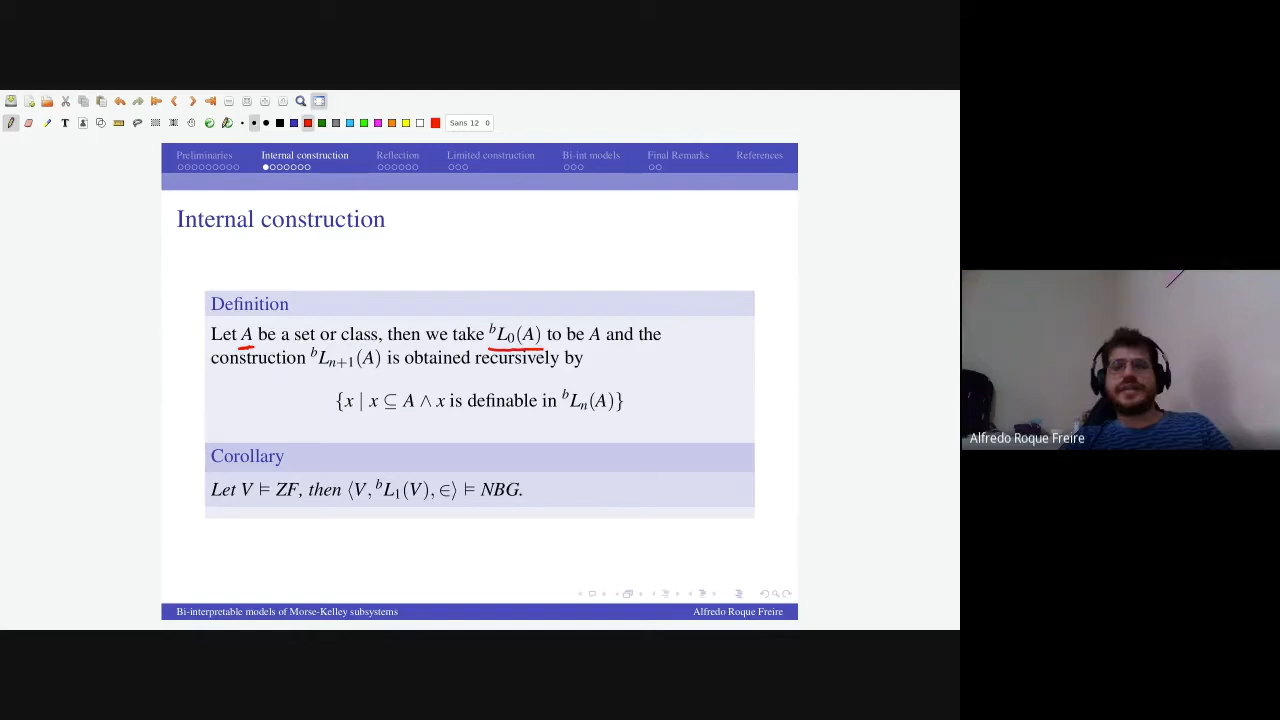 T
Sans 12 0
Preliminaries Internal construction Reflection Limited construction Bi-int models Final Remarks References
Internal construction
Definition
Let A be a set or class, then we take ᵇL₀(A) to be A and the
construction ᵇLₙ₊₁(A) is obtained recursively by
{x | x ⊆ A ∧ x is definable in ᵇLₙ(A)}
Corollary
Let V ⊨ ZF, then ⟨V, ᵇL₁(V), ∈⟩ ⊨ NBG.
Bi-interpretable models of Morse-Kelley subsystems Alfredo Roque Freire
Alfredo Roque Freire